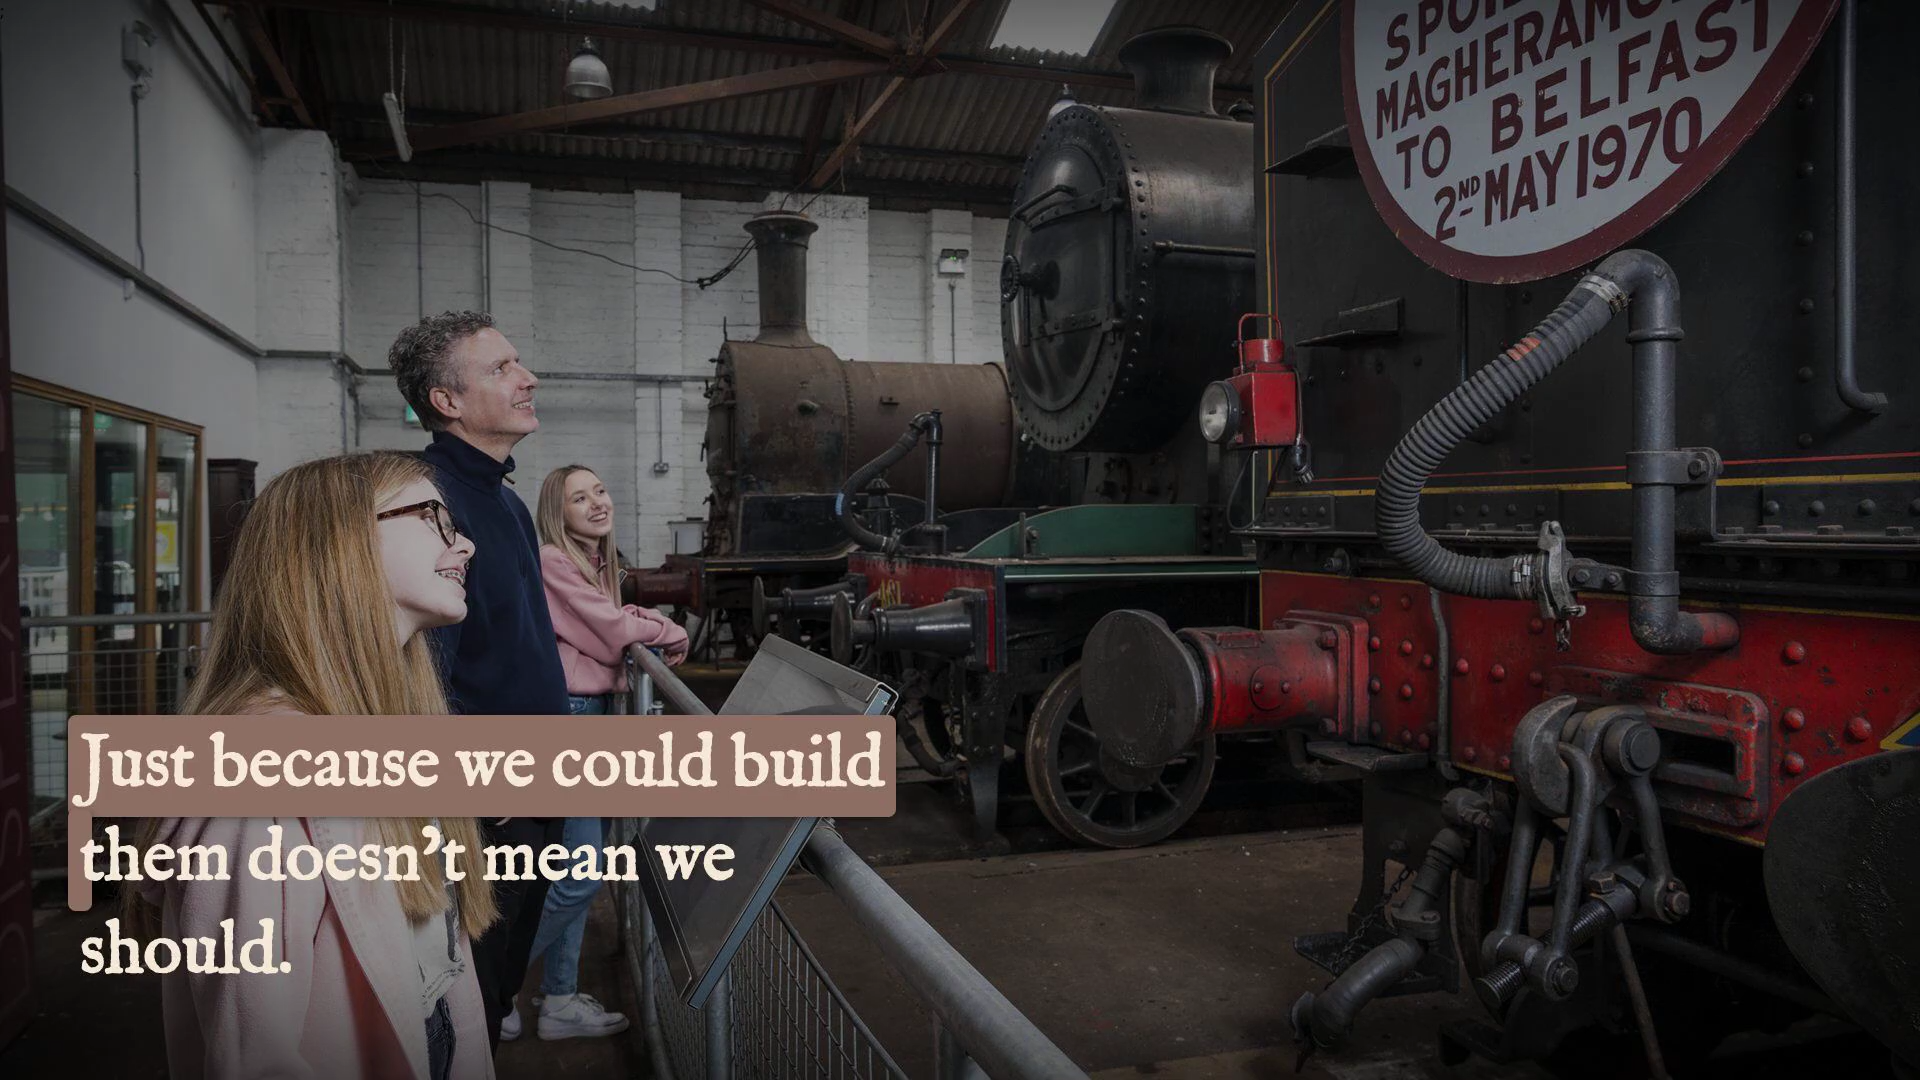 MAGHERAMO
TO BELFAST
2ND MAY 1970
Just because we could build
them doesn't mean we
should.